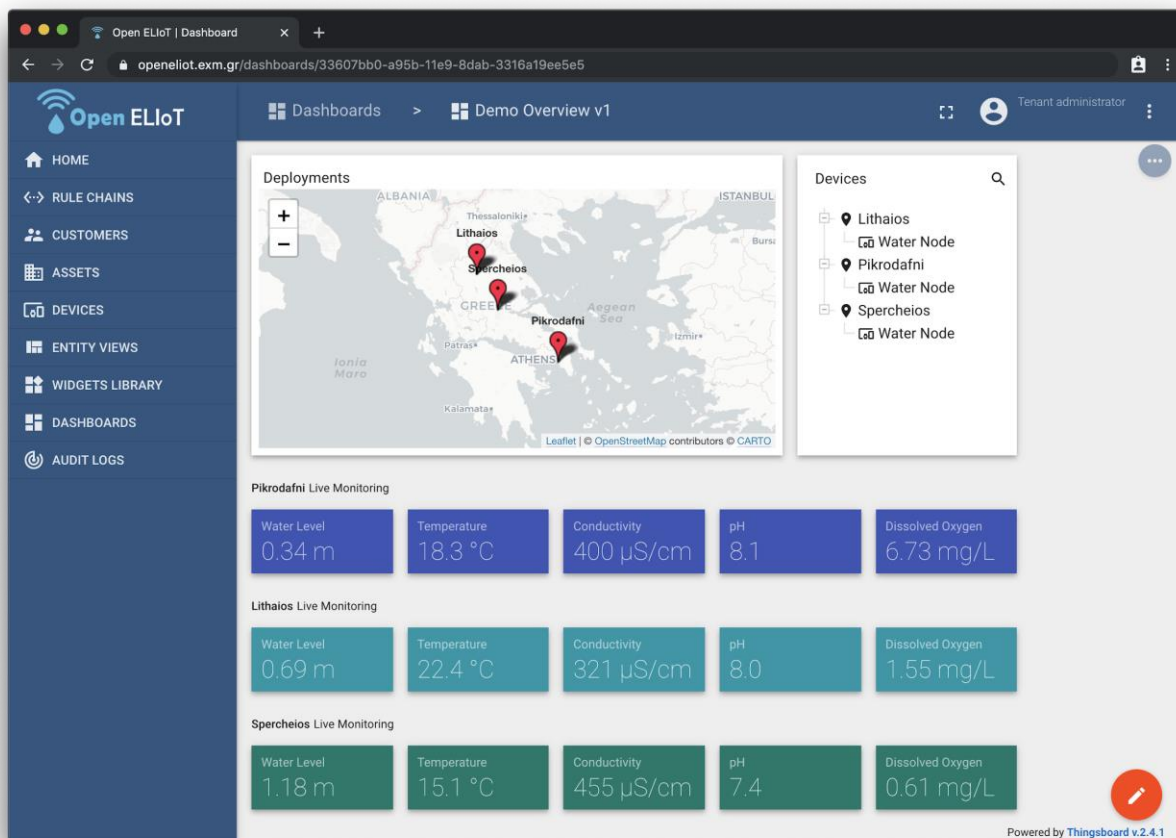 Open ELIoT | Dashboard
openeliot.exm.gr/dashboards/33607bb0-a95b-11e9-8dab-3316a19ee5e5
Open ELIoT
Dashboards > Demo Overview v1
Tenant administrator
HOME
RULE CHAINS
CUSTOMERS
ASSETS
DEVICES
ENTITY VIEWS
WIDGETS LIBRARY
DASHBOARDS
AUDIT LOGS
Deployments
+
−
ALBANIA
ISTANBUL
Thessaloniki
Lithaios
Bursa
Spercheios
GREECE
Aegean
Sea
Pikrodafni
Izmir
Patras
ATHENS
Ionia
Maro
Kalamata
Leaflet | © OpenStreetMap contributors © CARTO
Devices
Lithaios
Water Node
Pikrodafni
Water Node
Spercheios
Water Node
Pikrodafni Live Monitoring
Water Level
0.34 m
Temperature
18.3 °C
Conductivity
400 µS/cm
pH
8.1
Dissolved Oxygen
6.73 mg/L
Lithaios Live Monitoring
Water Level
0.69 m
Temperature
22.4 °C
Conductivity
321 µS/cm
pH
8.0
Dissolved Oxygen
1.55 mg/L
Spercheios Live Monitoring
Water Level
1.18 m
Temperature
15.1 °C
Conductivity
455 µS/cm
pH
7.4
Dissolved Oxygen
0.61 mg/L
Powered by Thingsboard v.2.4.1